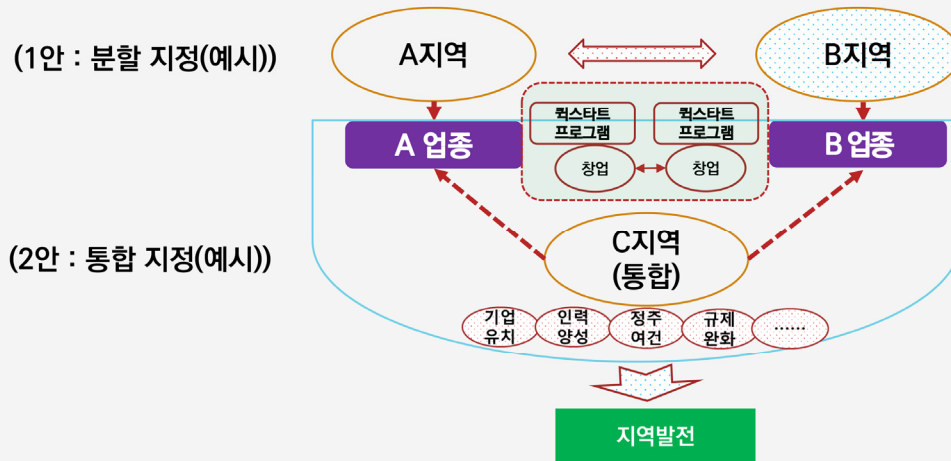 (1안 : 분할 지정(예시))
A지역
B지역
퀵스타트
프로그램
퀵스타트
프로그램
A 업종
B 업종
창업
창업
(2안 : 통합 지정(예시))
C지역
(통합)
기업
유치
인력
양성
정주
여건
규제
완화
......
지역발전